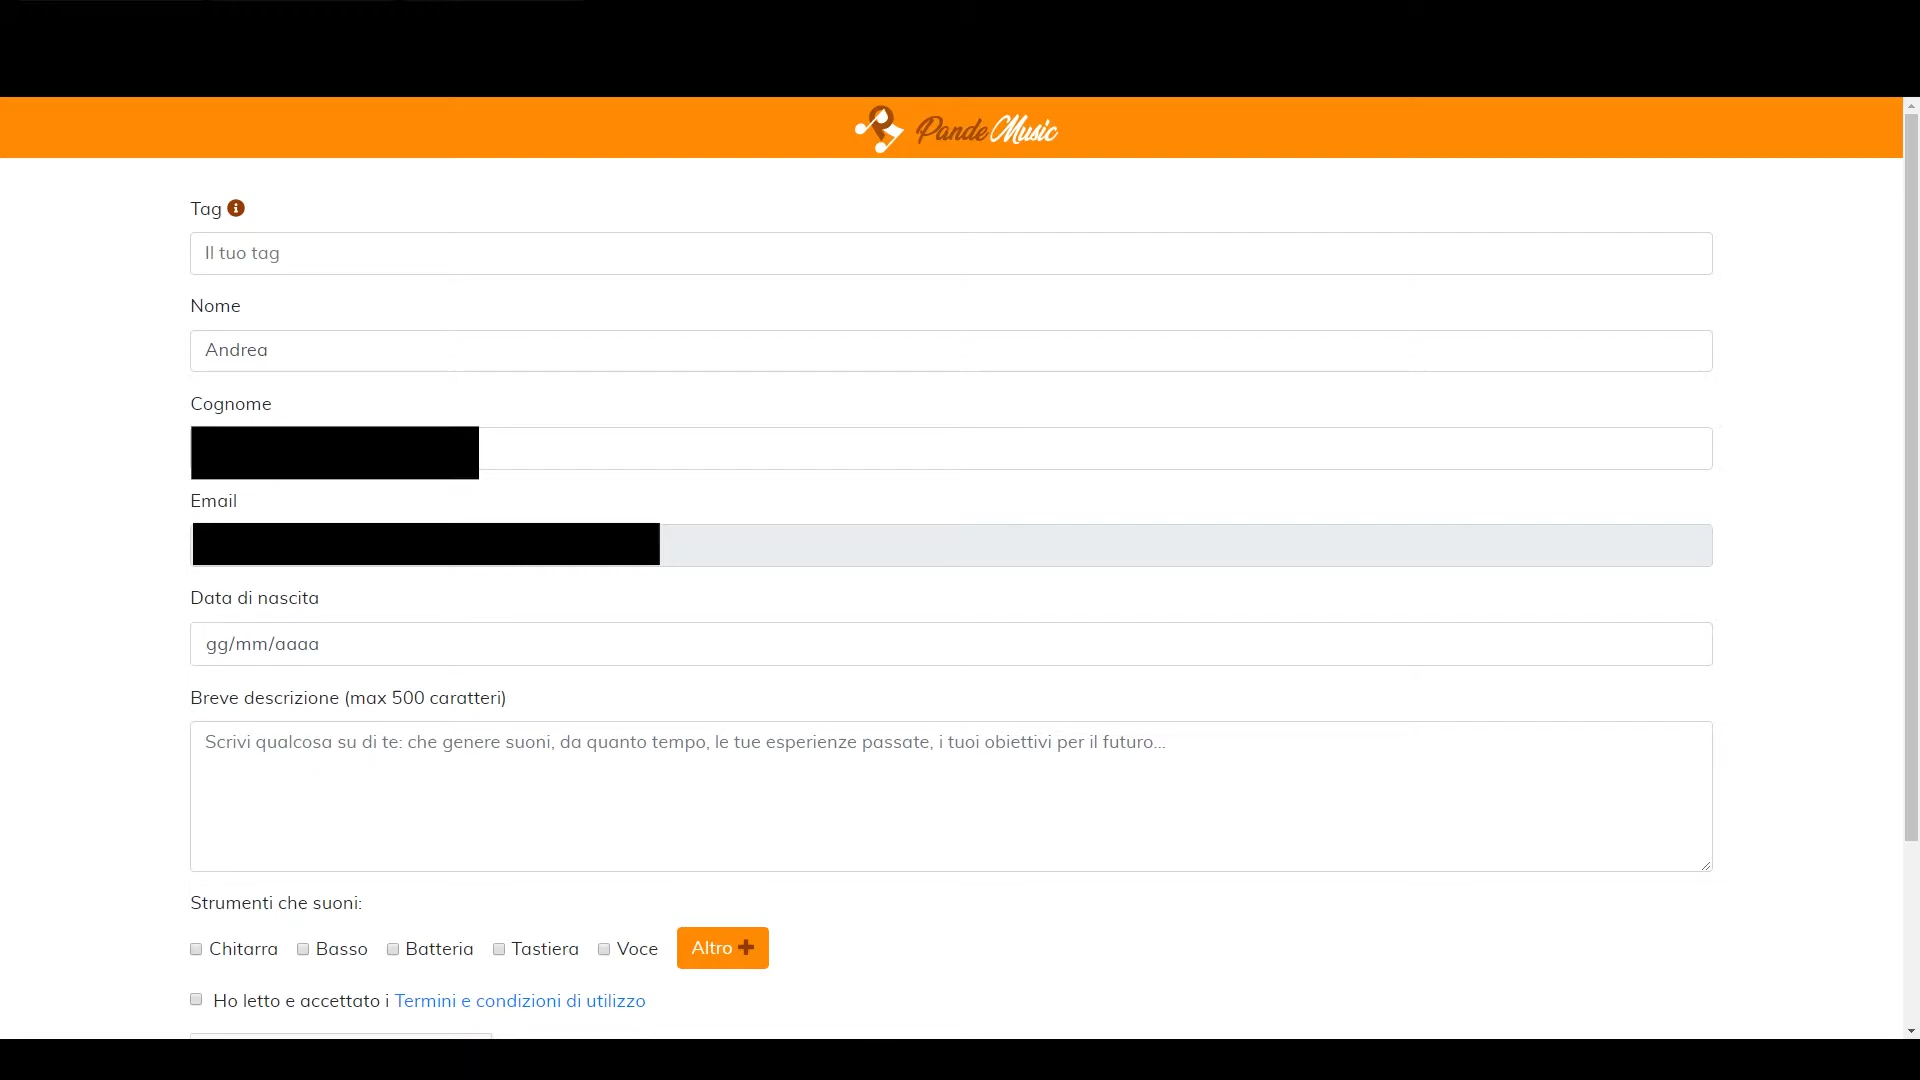 PandeMusic
Tag
Il tuo tag
Nome
Andrea
Cognome
Email
Data di nascita
gg/mm/aaaa
Breve descrizione (max 500 caratteri)
Scrivi qualcosa su di te: che genere suoni, da quanto tempo, le tue esperienze passate, i tuoi obiettivi per il futuro...
Strumenti che suoni:
Chitarra Basso Batteria Tastiera Voce Altro
Ho letto e accettato i Termini e condizioni di utilizzo